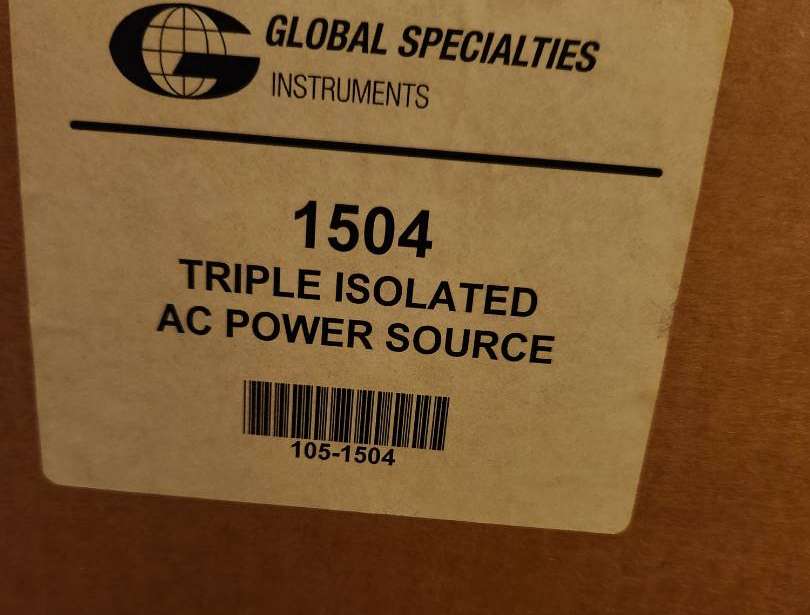 GLOBAL SPECIALTIES
INSTRUMENTS
1504
TRIPLE ISOLATED
AC POWER SOURCE
105-1504